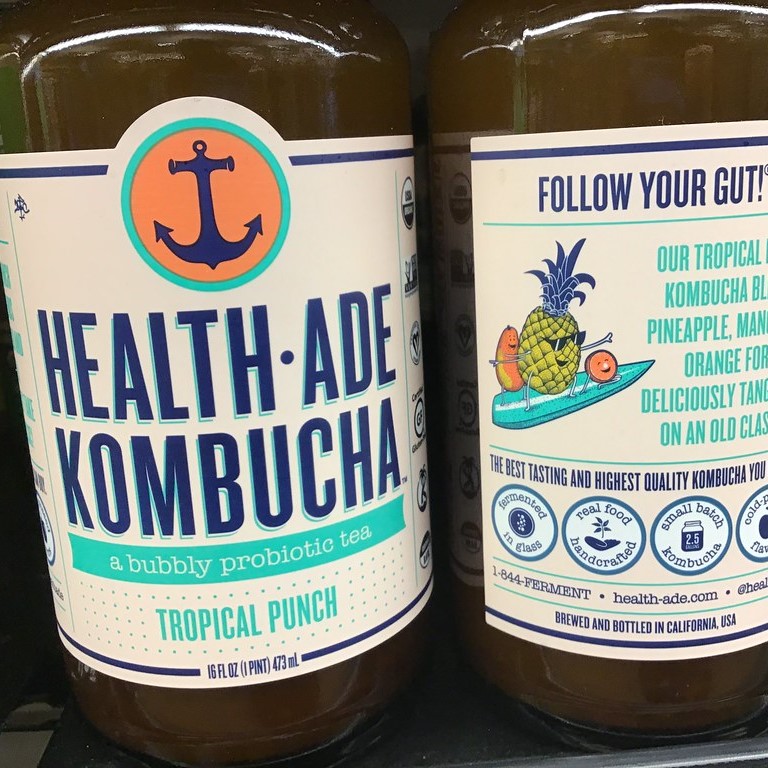 HEALTH·ADE
KOMBUCHA
™
a bubbly probiotic tea
TROPICAL PUNCH
16 FL OZ (1 PINT) 473 mL
FOLLOW YOUR GUT!
OUR TROPICAL
KOMBUCHA
PINEAPPLE,
ORANGE FOR
DELICIOUSLY
ON AN OLD
THE BEST TASTING AND HIGHEST QUALITY KOMBUCHA YOU
fermented
in glass
real food
handcrafted
small batch
2.5
GALLONS
kombucha
1-844-FERMENT • health-ade.com •
BREWED AND BOTTLED IN CALIFORNIA, USA